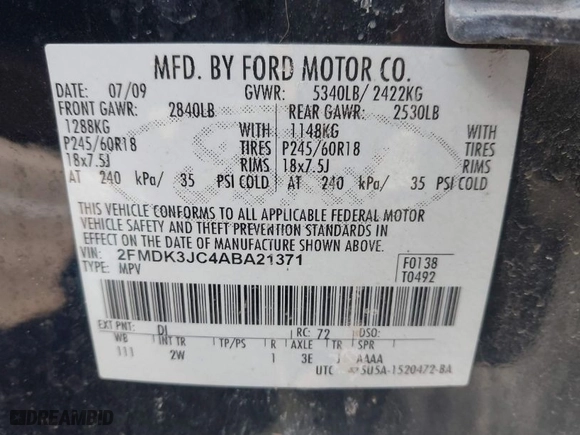 MFD. BY FORD MOTOR CO.
DATE: 07/09 GVWR: 5340LB/ 2422KG
FRONT GAWR: 2840LB REAR GAWR: 2530LB
1288KG WITH 1148KG WITH
P245/60R18 TIRES P245/60R18 TIRES
18x7.5J RIMS 18x7.5J RIMS
AT 240 kPa/ 35 PSI COLD AT 240 kPa/ 35 PSI COLD
THIS VEHICLE CONFORMS TO ALL APPLICABLE FEDERAL MOTOR
VEHICLE SAFETY AND THEFT PREVENTION STANDARDS IN
EFFECT ON THE DATE OF MANUFACTURE SHOWN ABOVE.
VIN: 2FMDK3JC4ABA21371 F0138
TYPE: MPV T0492
EXT PNT: DJ RC: 72 DSO:
WB INT TR TP/PS R AXLE TR SPR
111 2W 1 3E J AAAA
UTC 5U5A-1520472-BA
DREAMBID